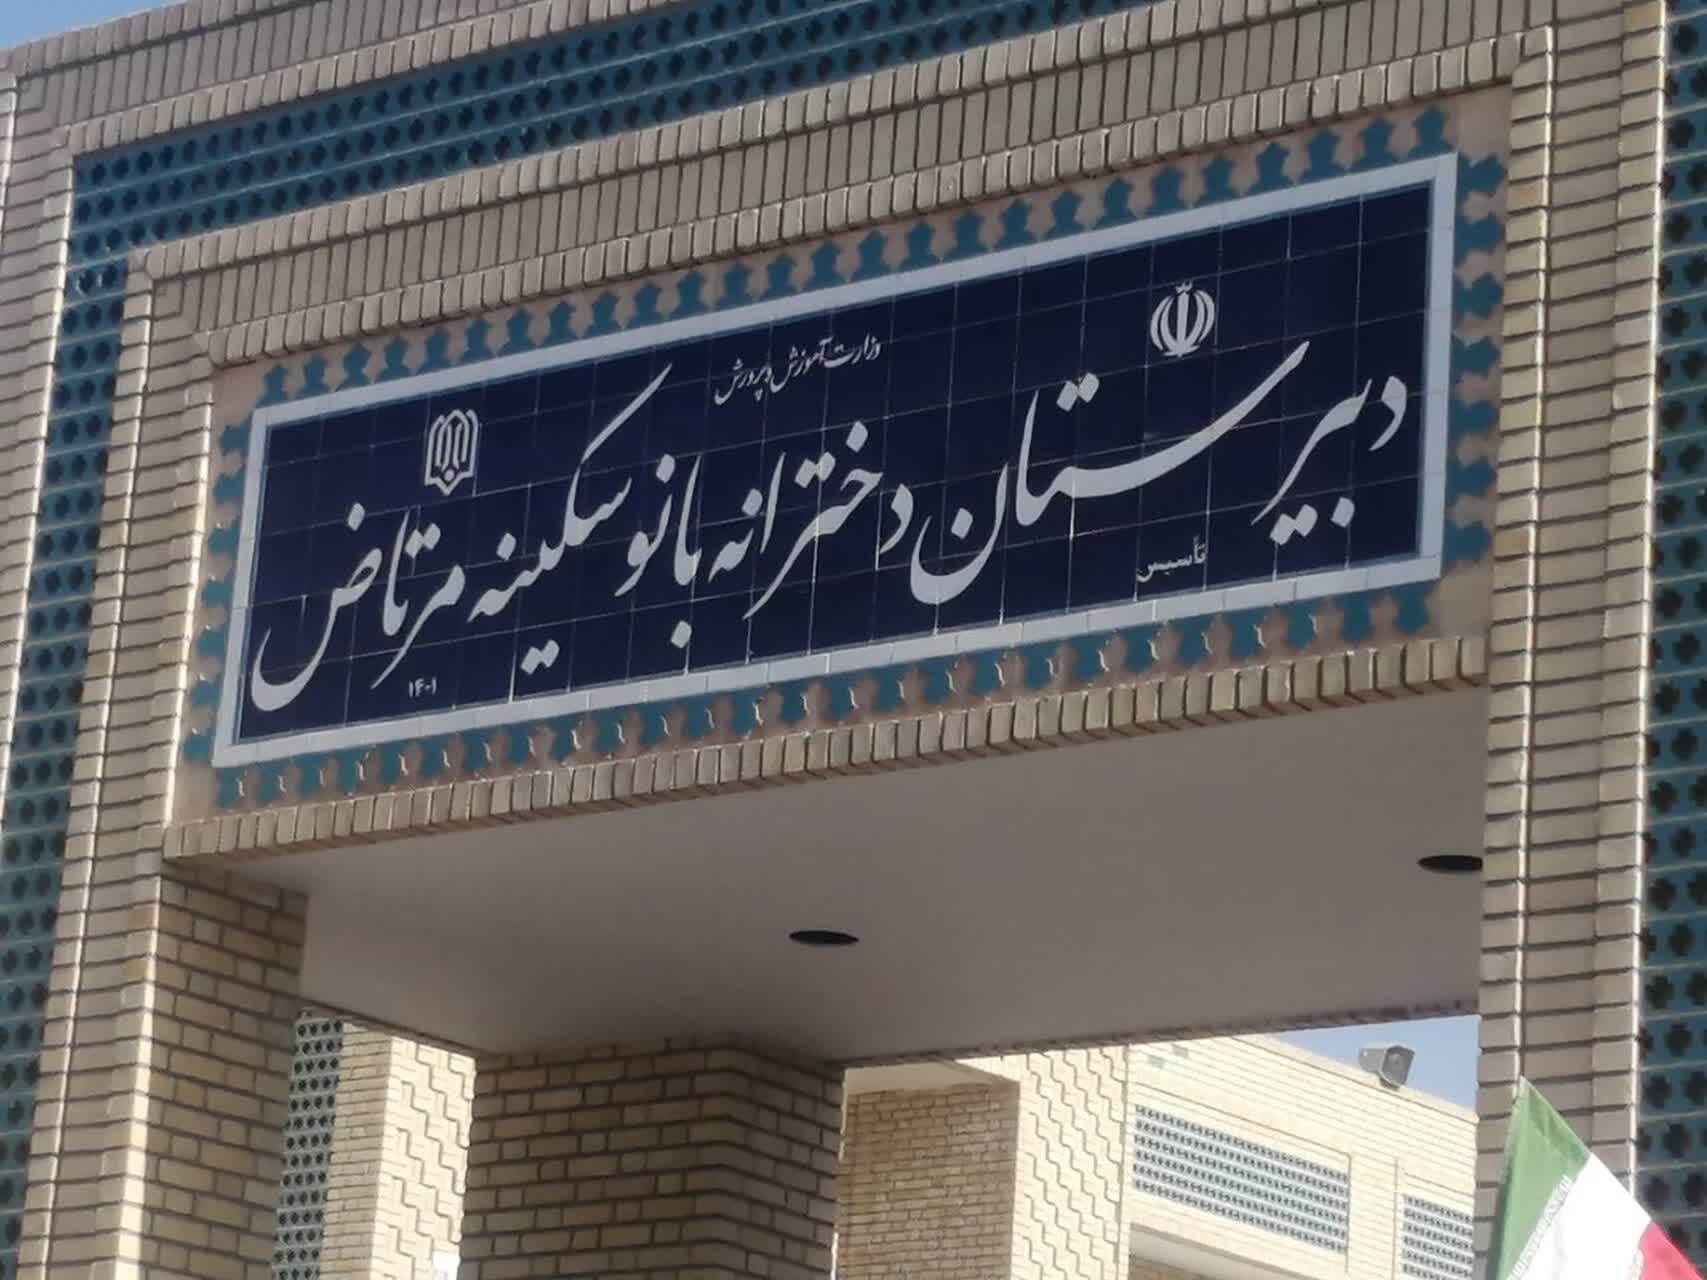 وزارت آموزش و پرورش
دبیرستان دخترانه بانو سکینه مرتاض
تأسیس
۱۴۰۱